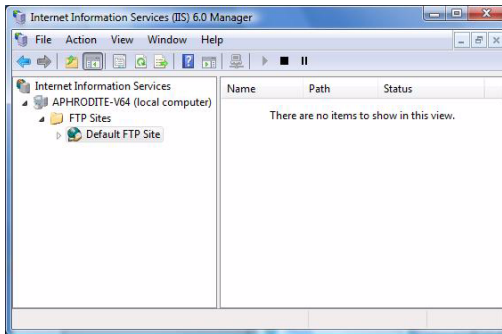 Internet Information Services (IIS) 6.0 Manager
File Action View Window Help
Internet Information Services
APHRODITE-V64 (local computer)
FTP Sites
Default FTP Site
Name Path Status
There are no items to show in this view.